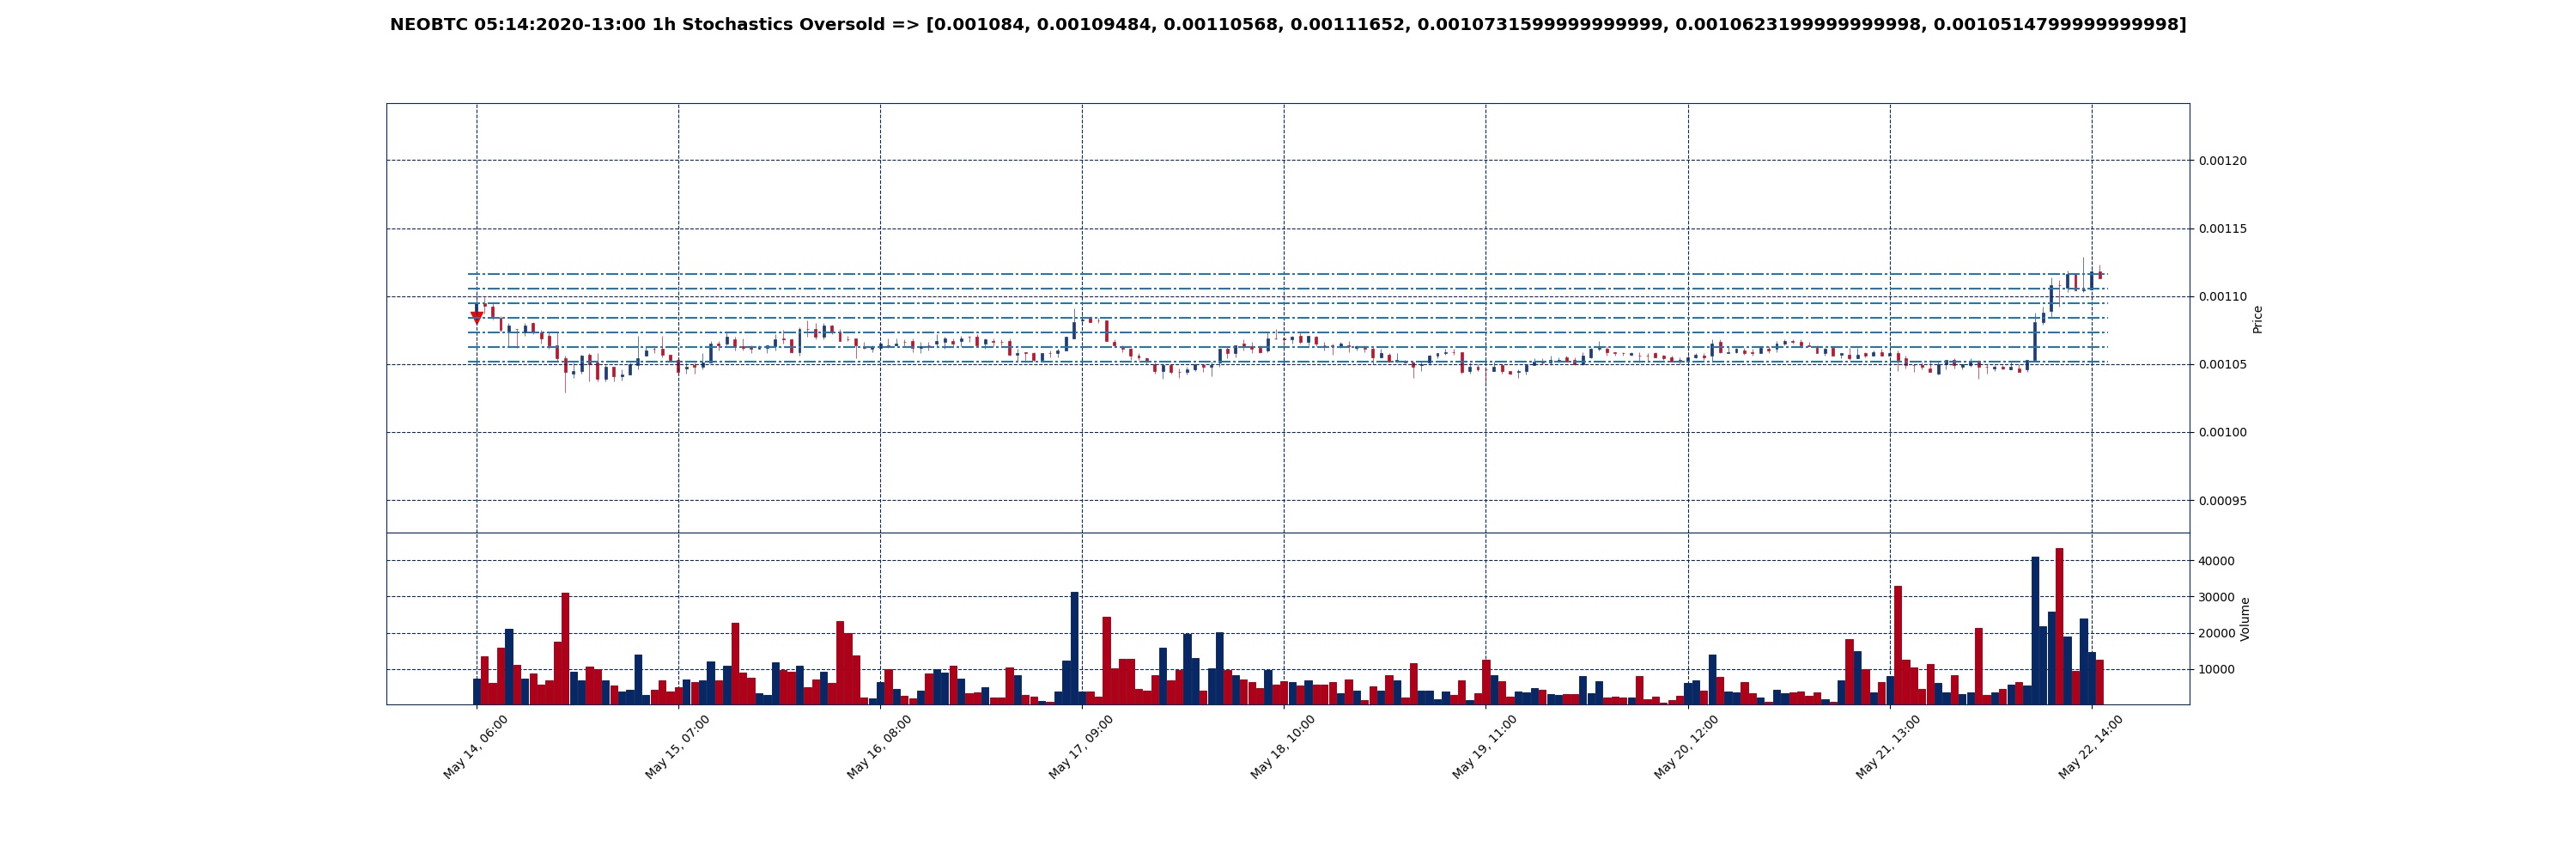 NEOBTC 05:14:2020-13:00 1h Stochastics Oversold => [0.001084, 0.00109484, 0.00110568, 0.00111652, 0.0010731599999999999, 0.0010623199999999998, 0.0010514799999999998]
0.00120
0.00115
0.00110
0.00105
0.00100
0.00095
Price
40000
30000
20000
10000
Volume
May 14, 06:00
May 15, 07:00
May 16, 08:00
May 17, 09:00
May 18, 10:00
May 19, 11:00
May 20, 12:00
May 21, 13:00
May 22, 14:00